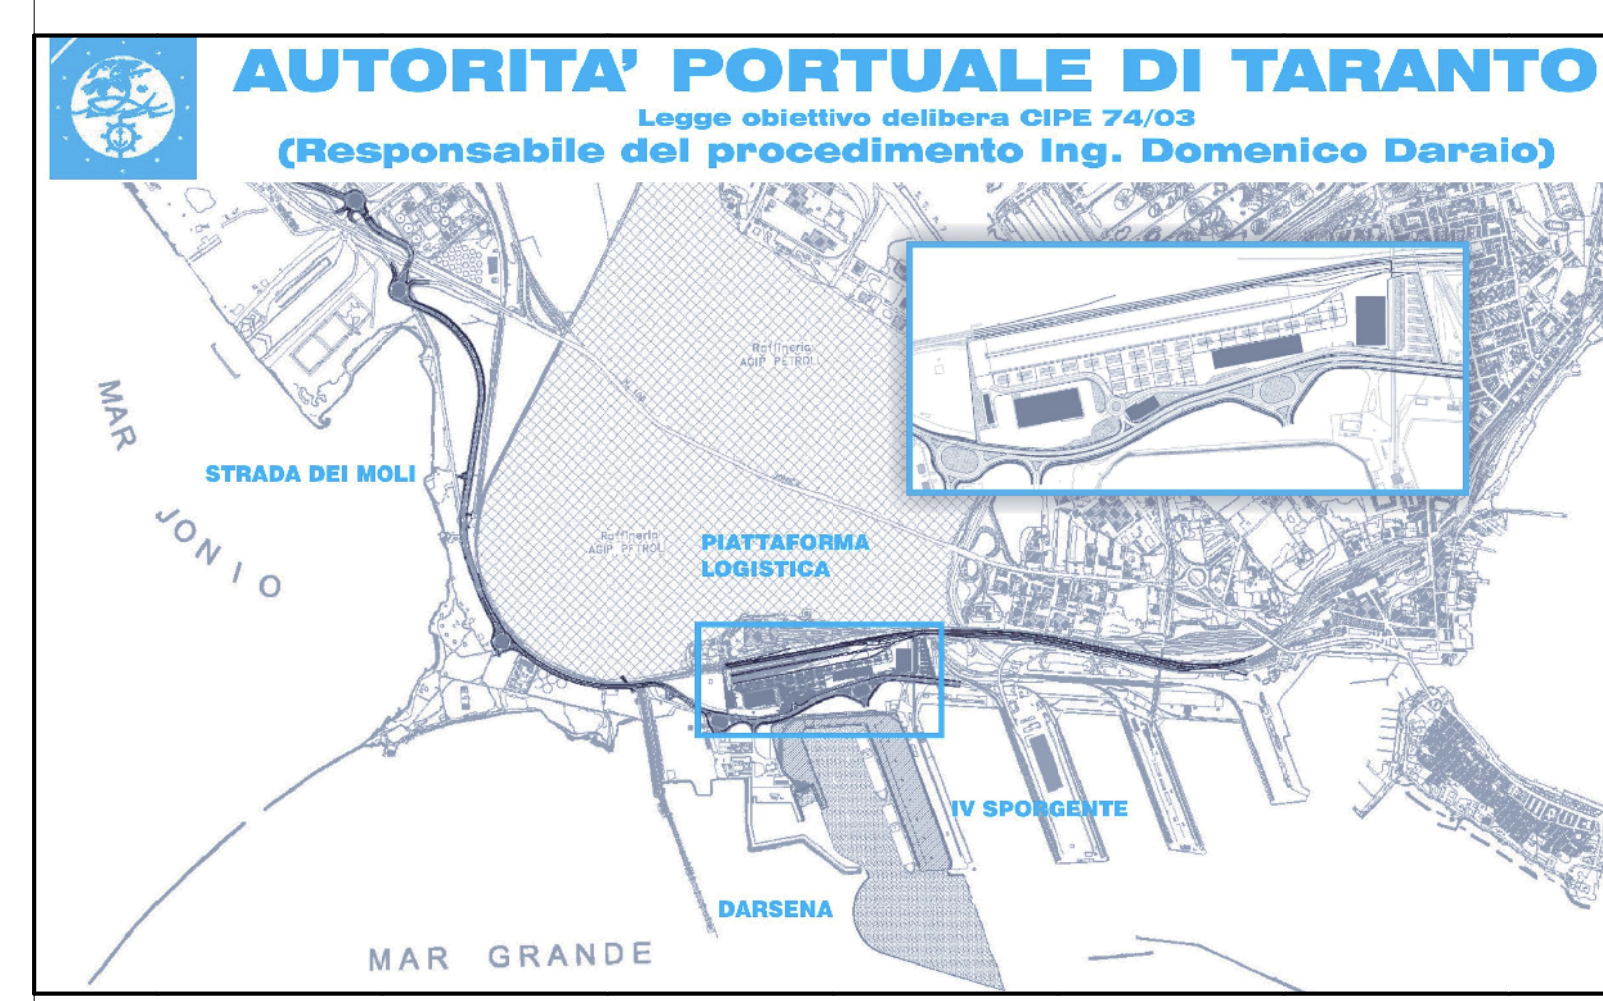 AUTORITA' PORTUALE DI TARANTO
Legge obiettivo delibera CIPE 74/03
(Responsabile del procedimento Ing. Domenico Daraio)
Raffineria
AGIP PETROLI
MAR
JONIO
STRADA DEI MOLI
Raffineria
AGIP PETROLI
PIATTAFORMA
LOGISTICA
IV SPORGENTE
DARSENA
MAR GRANDE